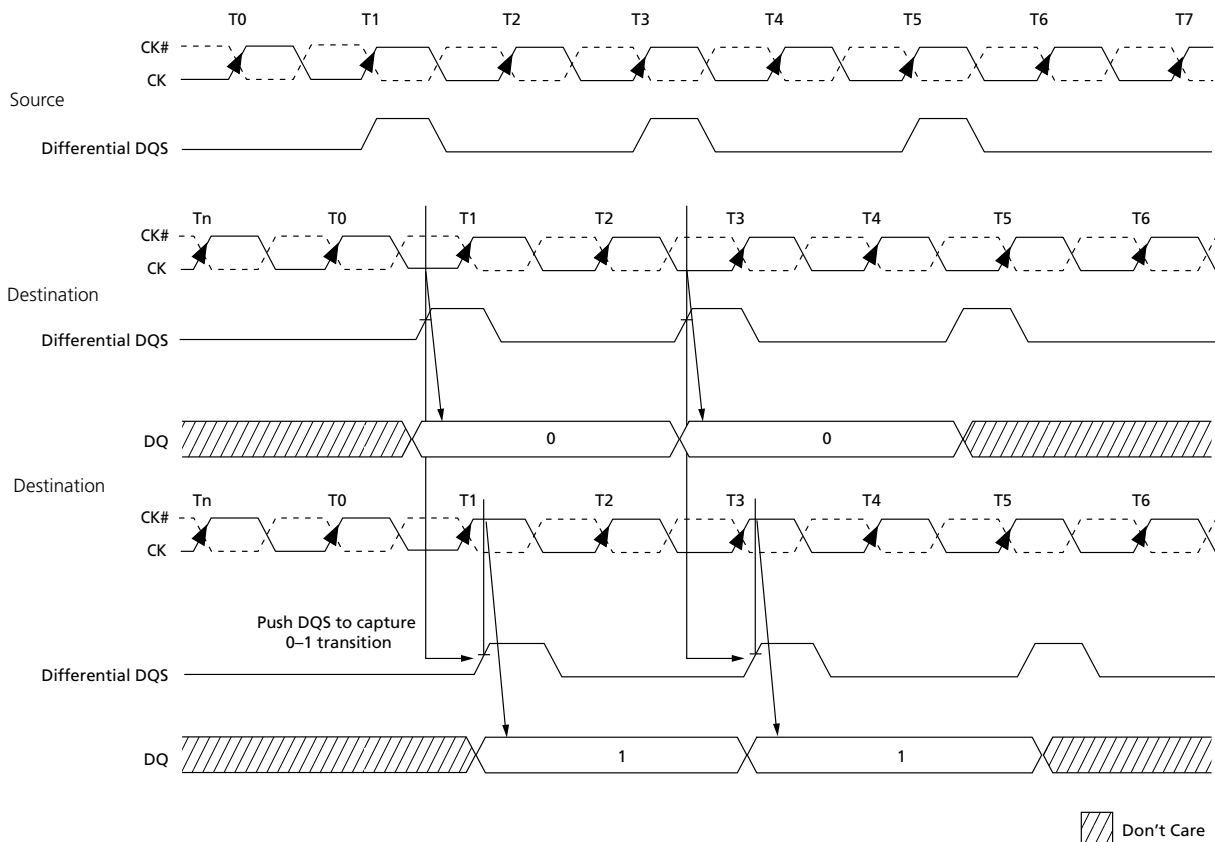 T0 T1 T2 T3 T4 T5 T6 T7
CK#
CK
Source
Differential DQS
Tn T0 T1 T2 T3 T4 T5 T6
CK#
CK
Destination
Differential DQS
DQ 0 0
Destination
Tn T0 T1 T2 T3 T4 T5 T6
CK#
CK
Push DQS to capture
0–1 transition
Differential DQS
DQ 1 1
Don't Care